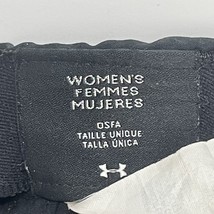 WOMEN'S
FEMMES
MUJERES
OSFA
TAILLE UNIQUE
TALLA ÚNICA